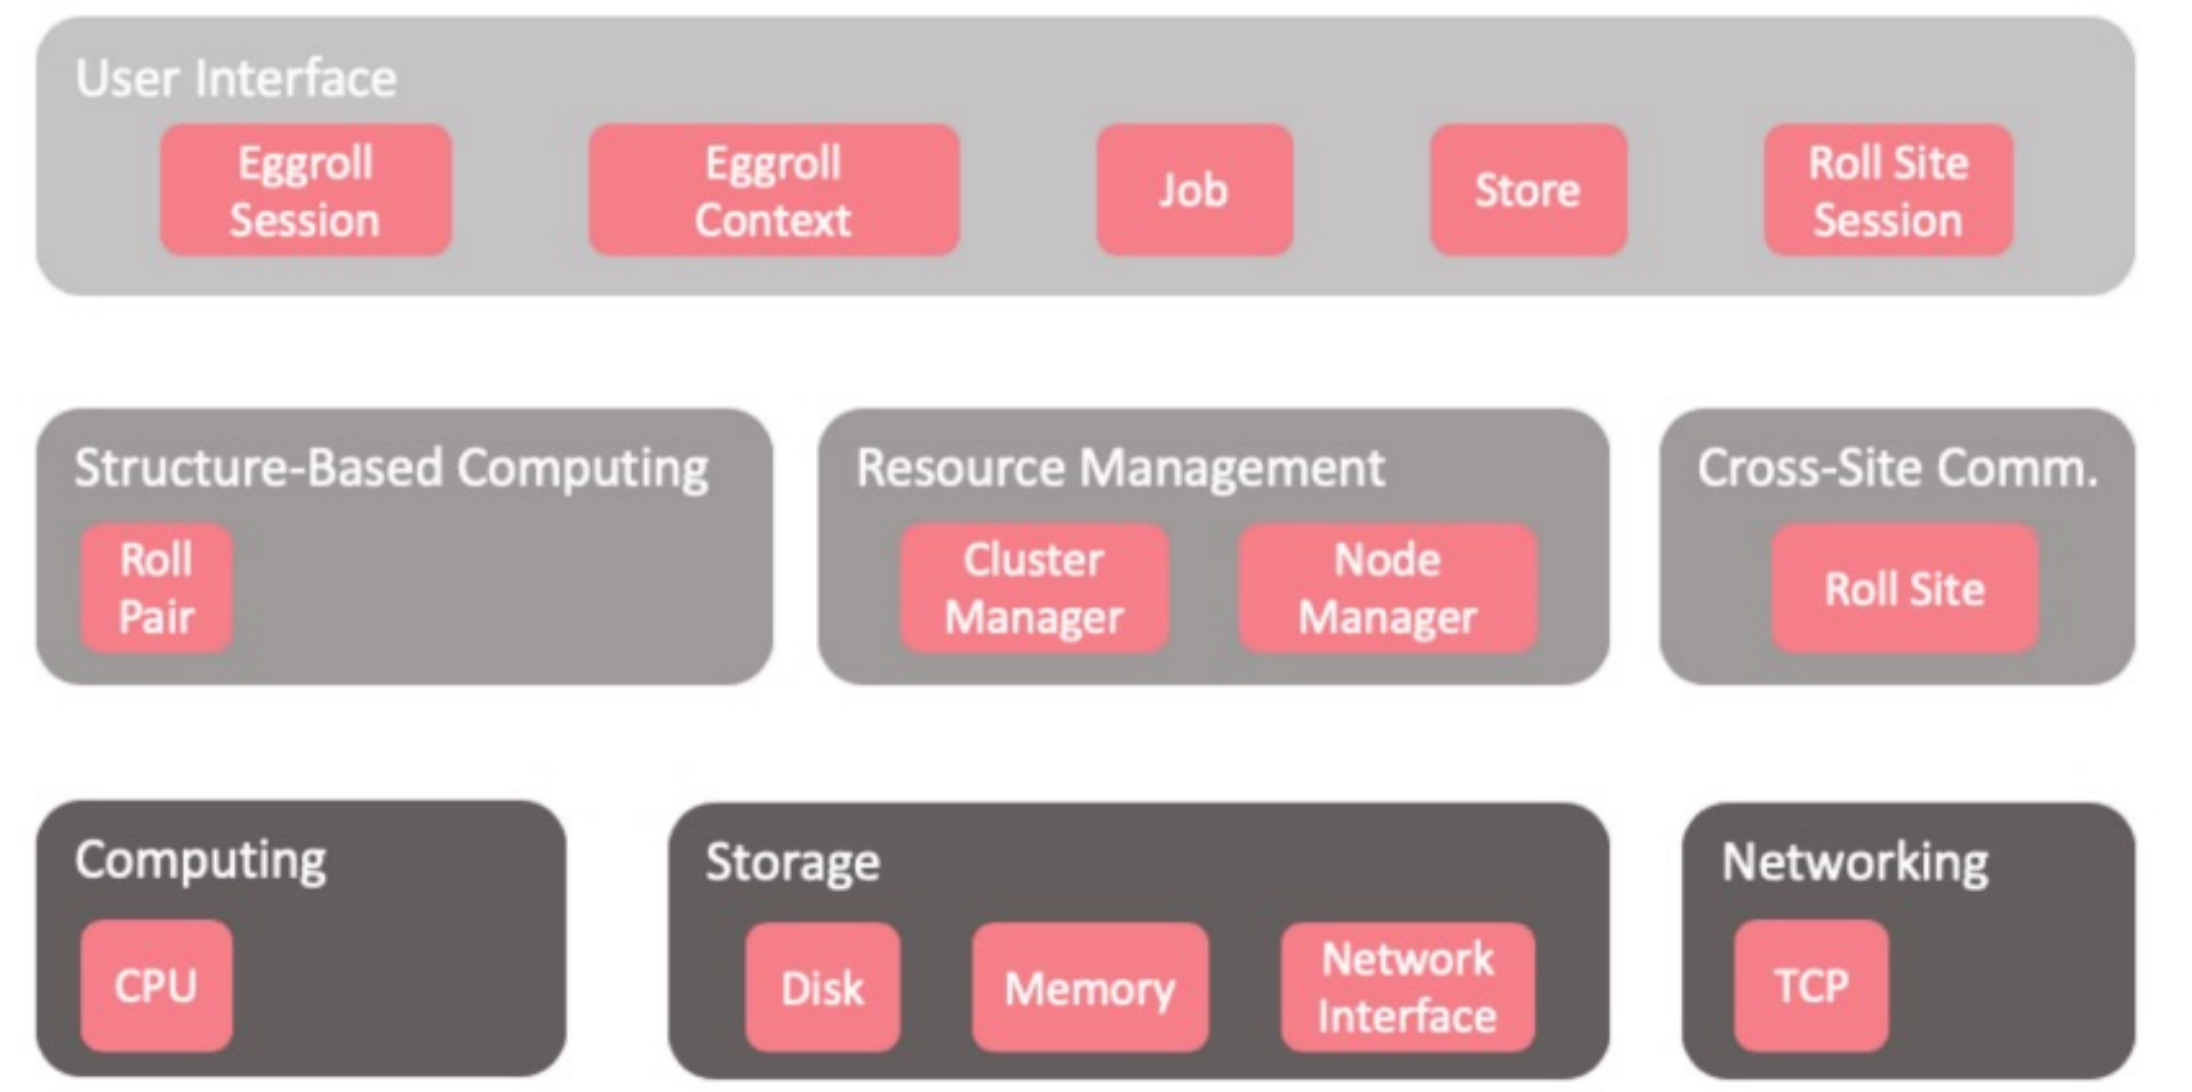 User Interface
Eggroll
Session
Eggroll
Context
Job
Store
Roll Site
Session
Structure-Based Computing
Roll
Pair
Resource Management
Cluster
Manager
Node
Manager
Cross-Site Comm.
Roll Site
Computing
CPU
Storage
Disk
Memory
Network
Interface
Networking
TCP